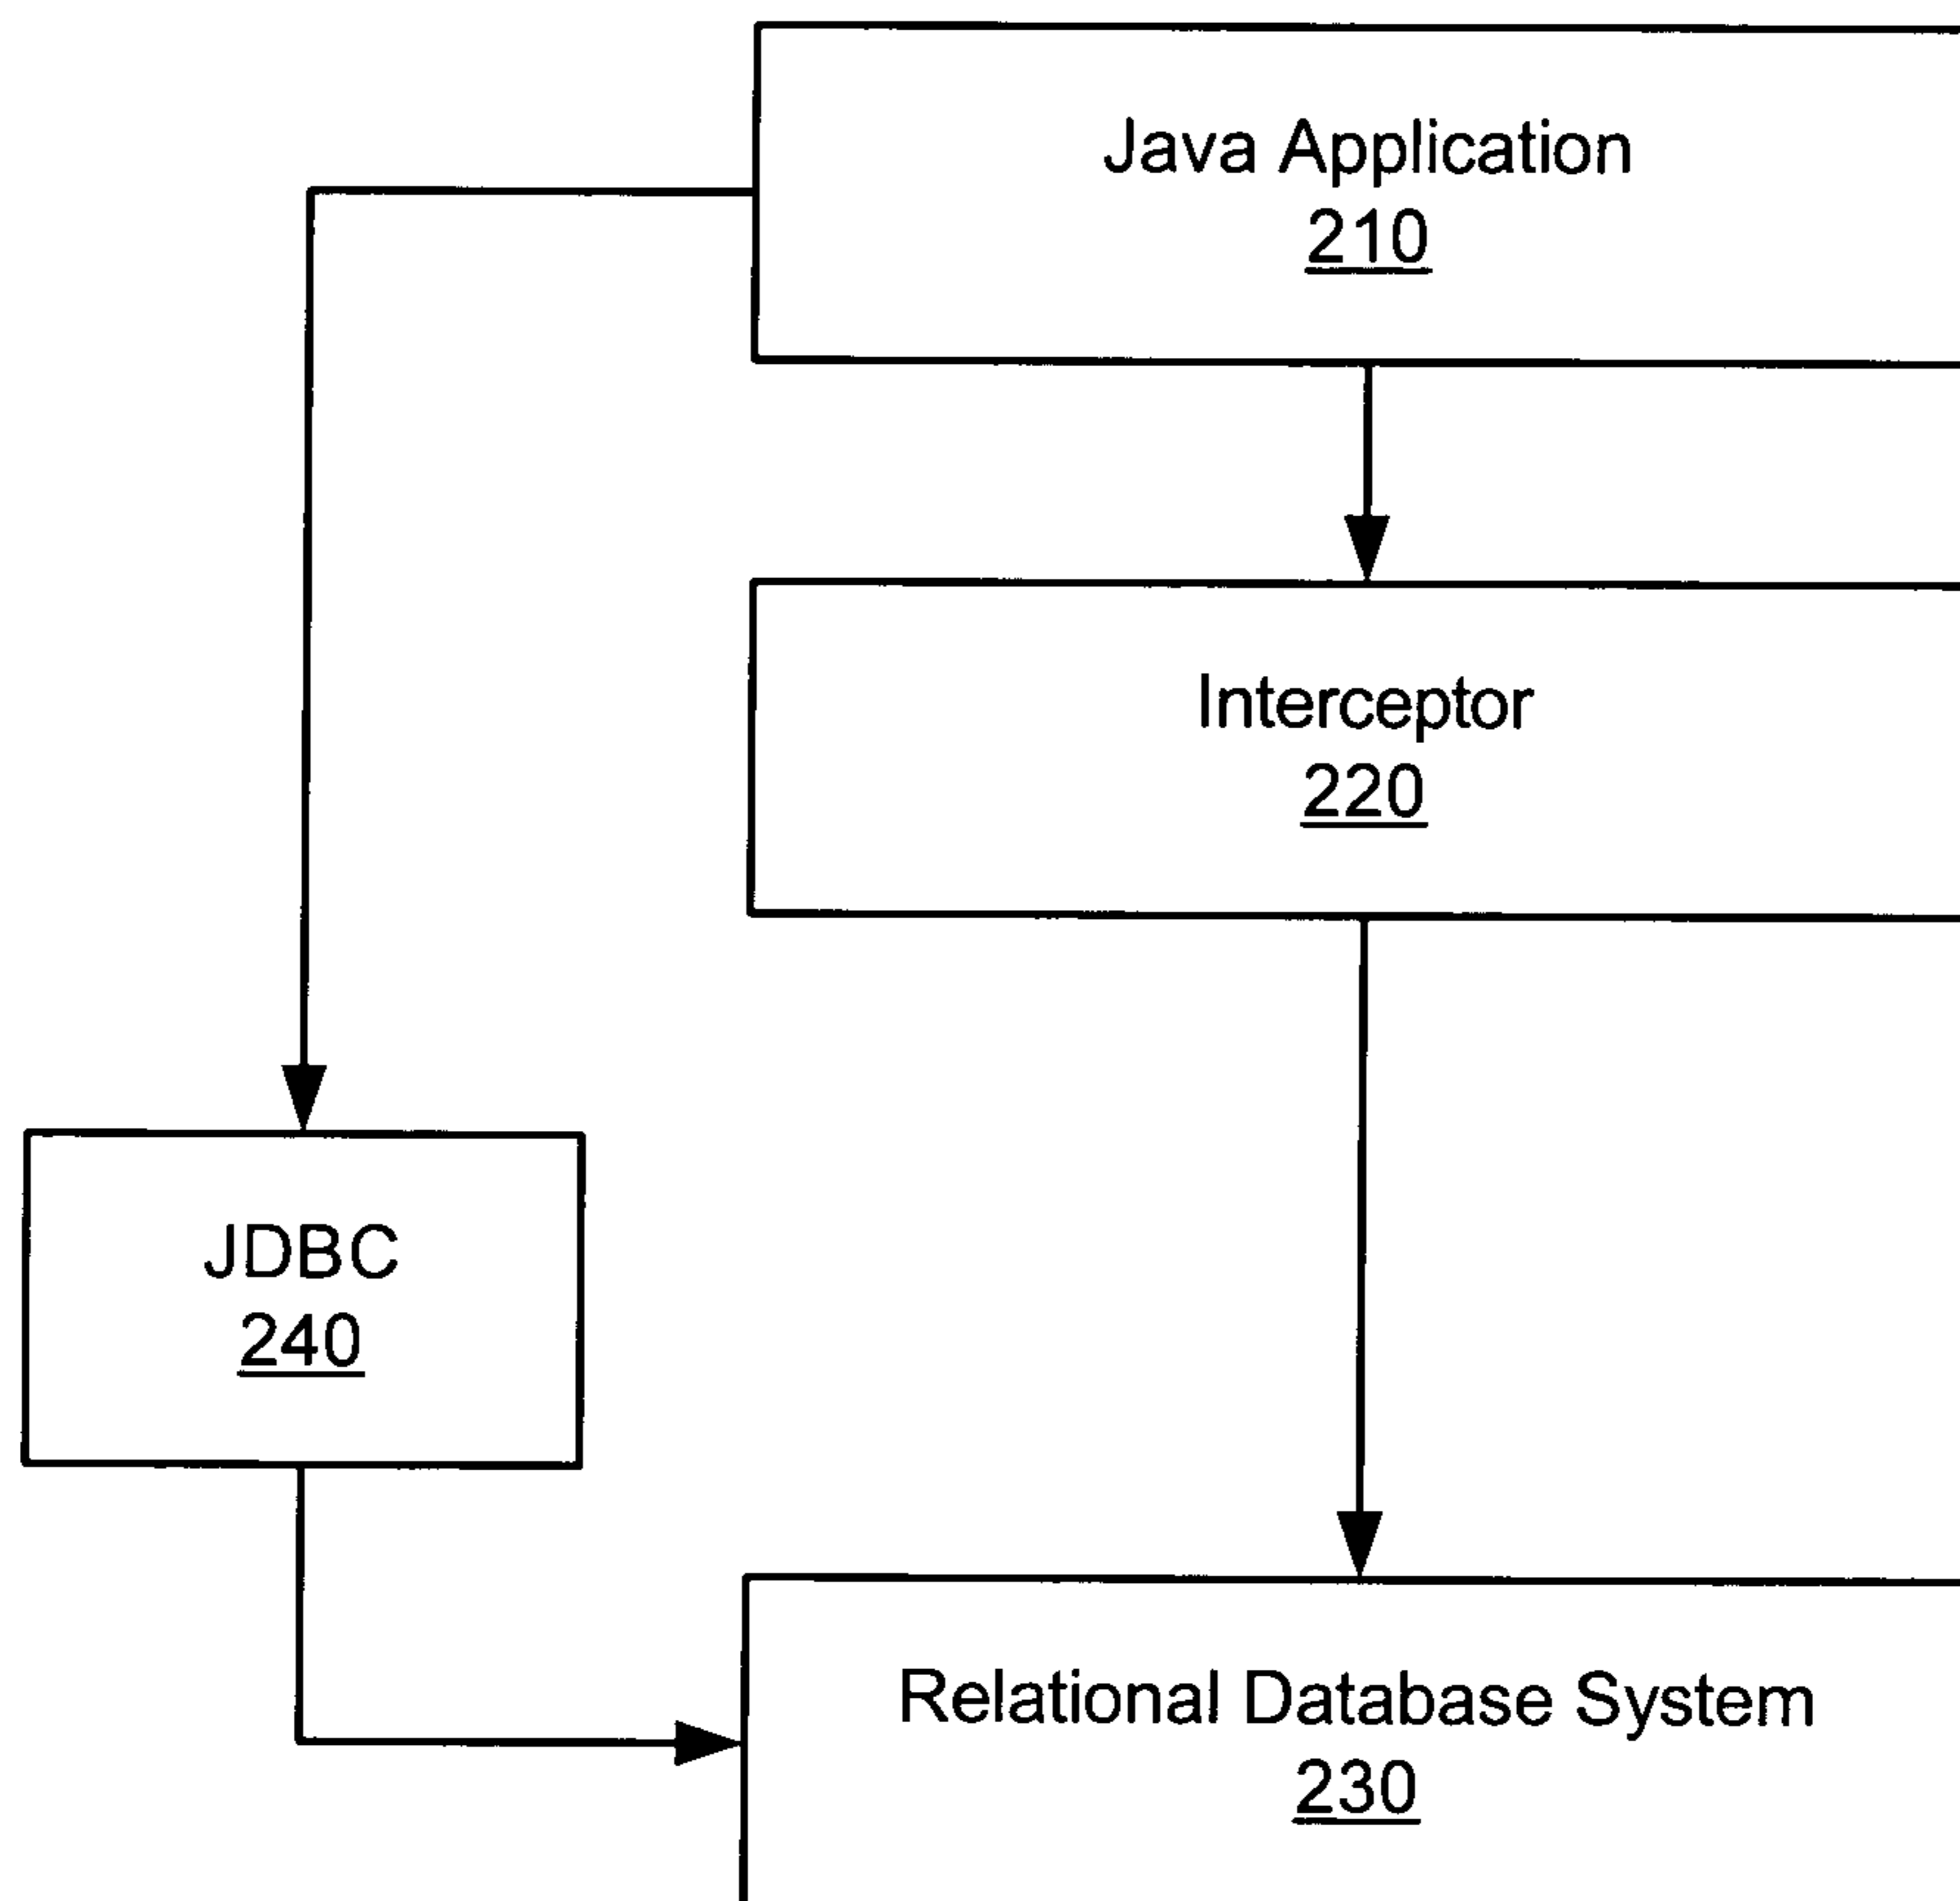 Java Application
210
Interceptor
220
JDBC
240
Relational Database System
230